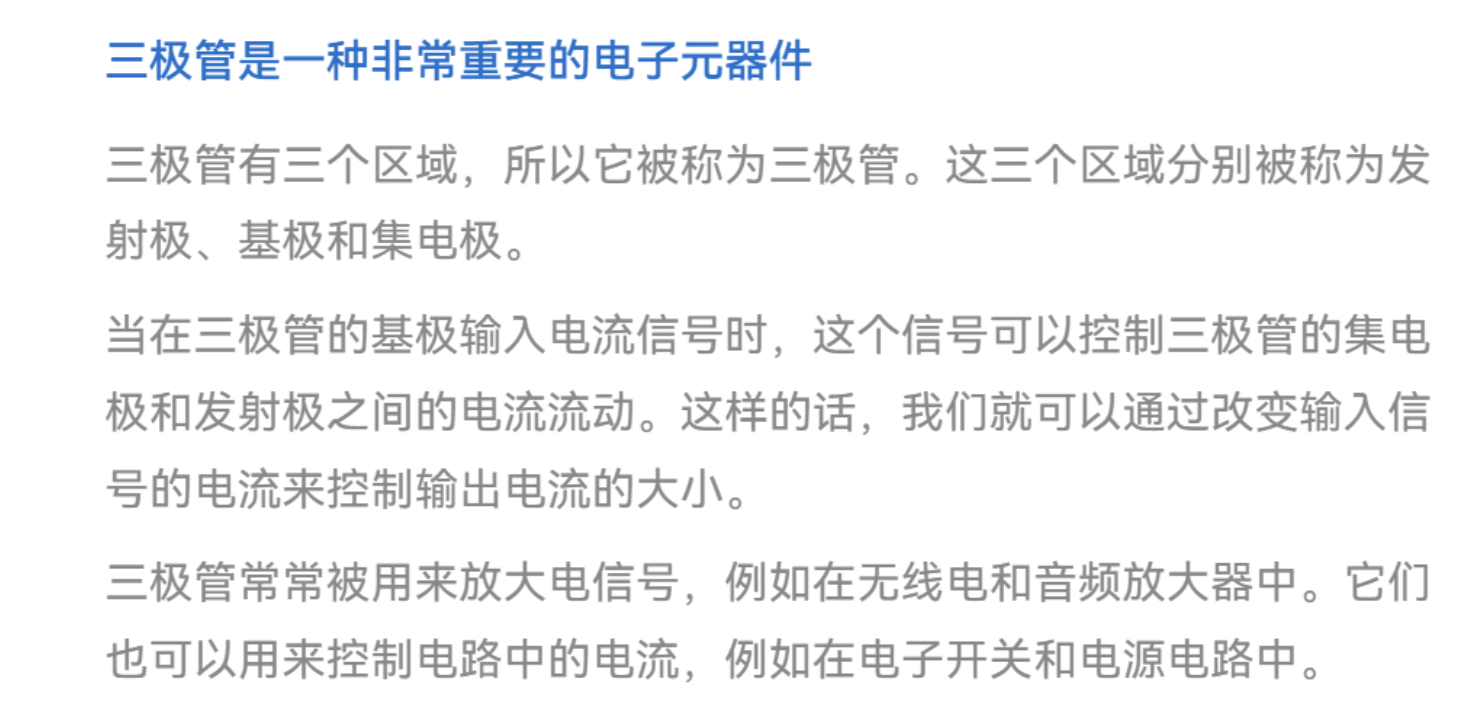 三极管是一种非常重要的电子元器件
三极管有三个区域，所以它被称为三极管。这三个区域分别被称为发
射极、基极和集电极。
当在三极管的基极输入电流信号时，这个信号可以控制三极管的集电
极和发射极之间的电流流动。这样的话，我们就可以通过改变输入信
号的电流来控制输出电流的大小。
三极管常常被用来放大电信号，例如在无线电和音频放大器中。它们
也可以用来控制电路中的电流，例如在电子开关和电源电路中。